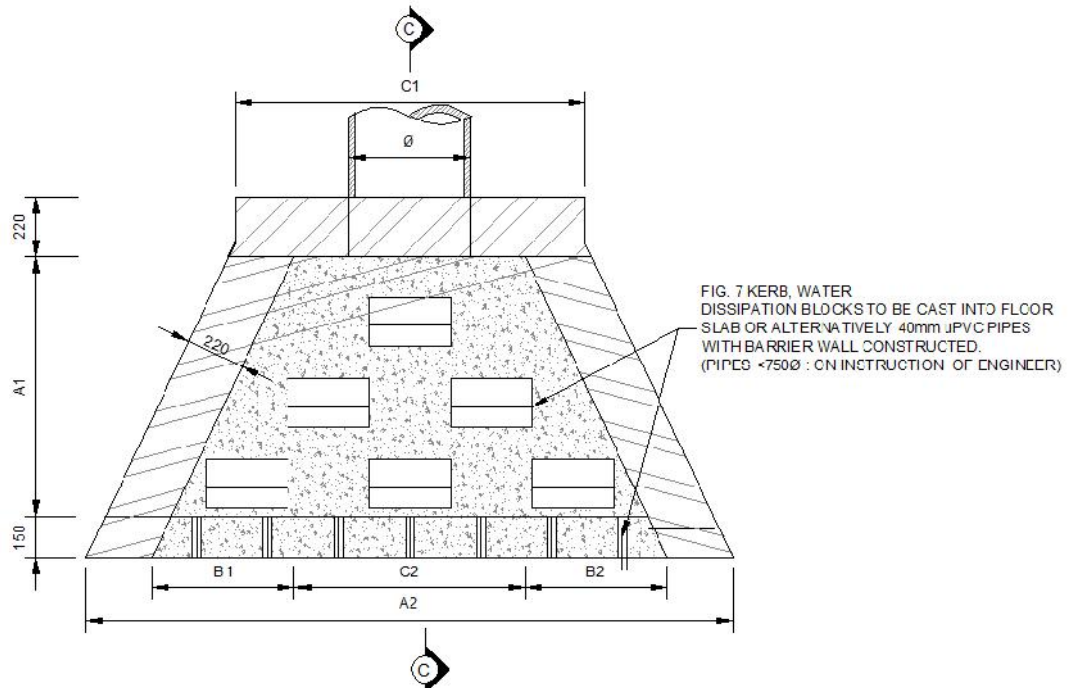 C
C1
Ø
220
A1
220
FIG. 7 KERB, WATER
DISSIPATION BLOCKS TO BE CAST INTO FLOOR
SLAB OR ALTERNATIVELY 40mm uPVC PIPES
WITH BARRIER WALL CONSTRUCTED.
(PIPES <750Ø : ON INSTRUCTION OF ENGINEER)
150
B1
C2
B2
A2
C